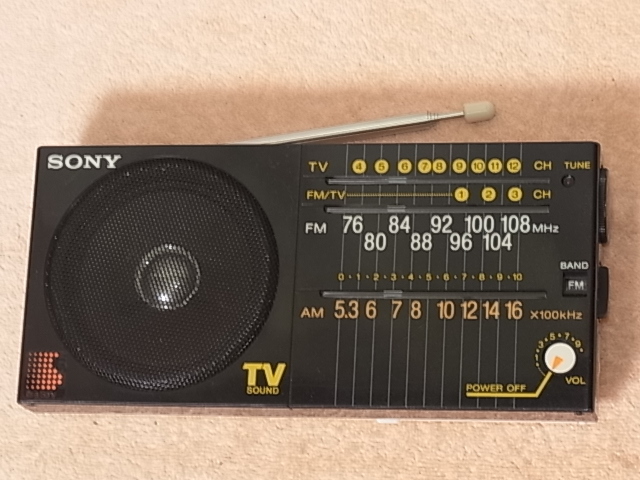 SONY
TV 4 5 6 7 8 9 10 11 12 CH TUNE
FM/TV 1 2 3 CH
FM 76 84 92 100 108 MHz
80 88 96 104
BAND
0 1 2 3 4 5 6 7 8 9 10
FM
AM 5.3 6 7 8 10 12 14 16 X100kHz
3 5 7 9
TV
SOUND
POWER OFF
VOL